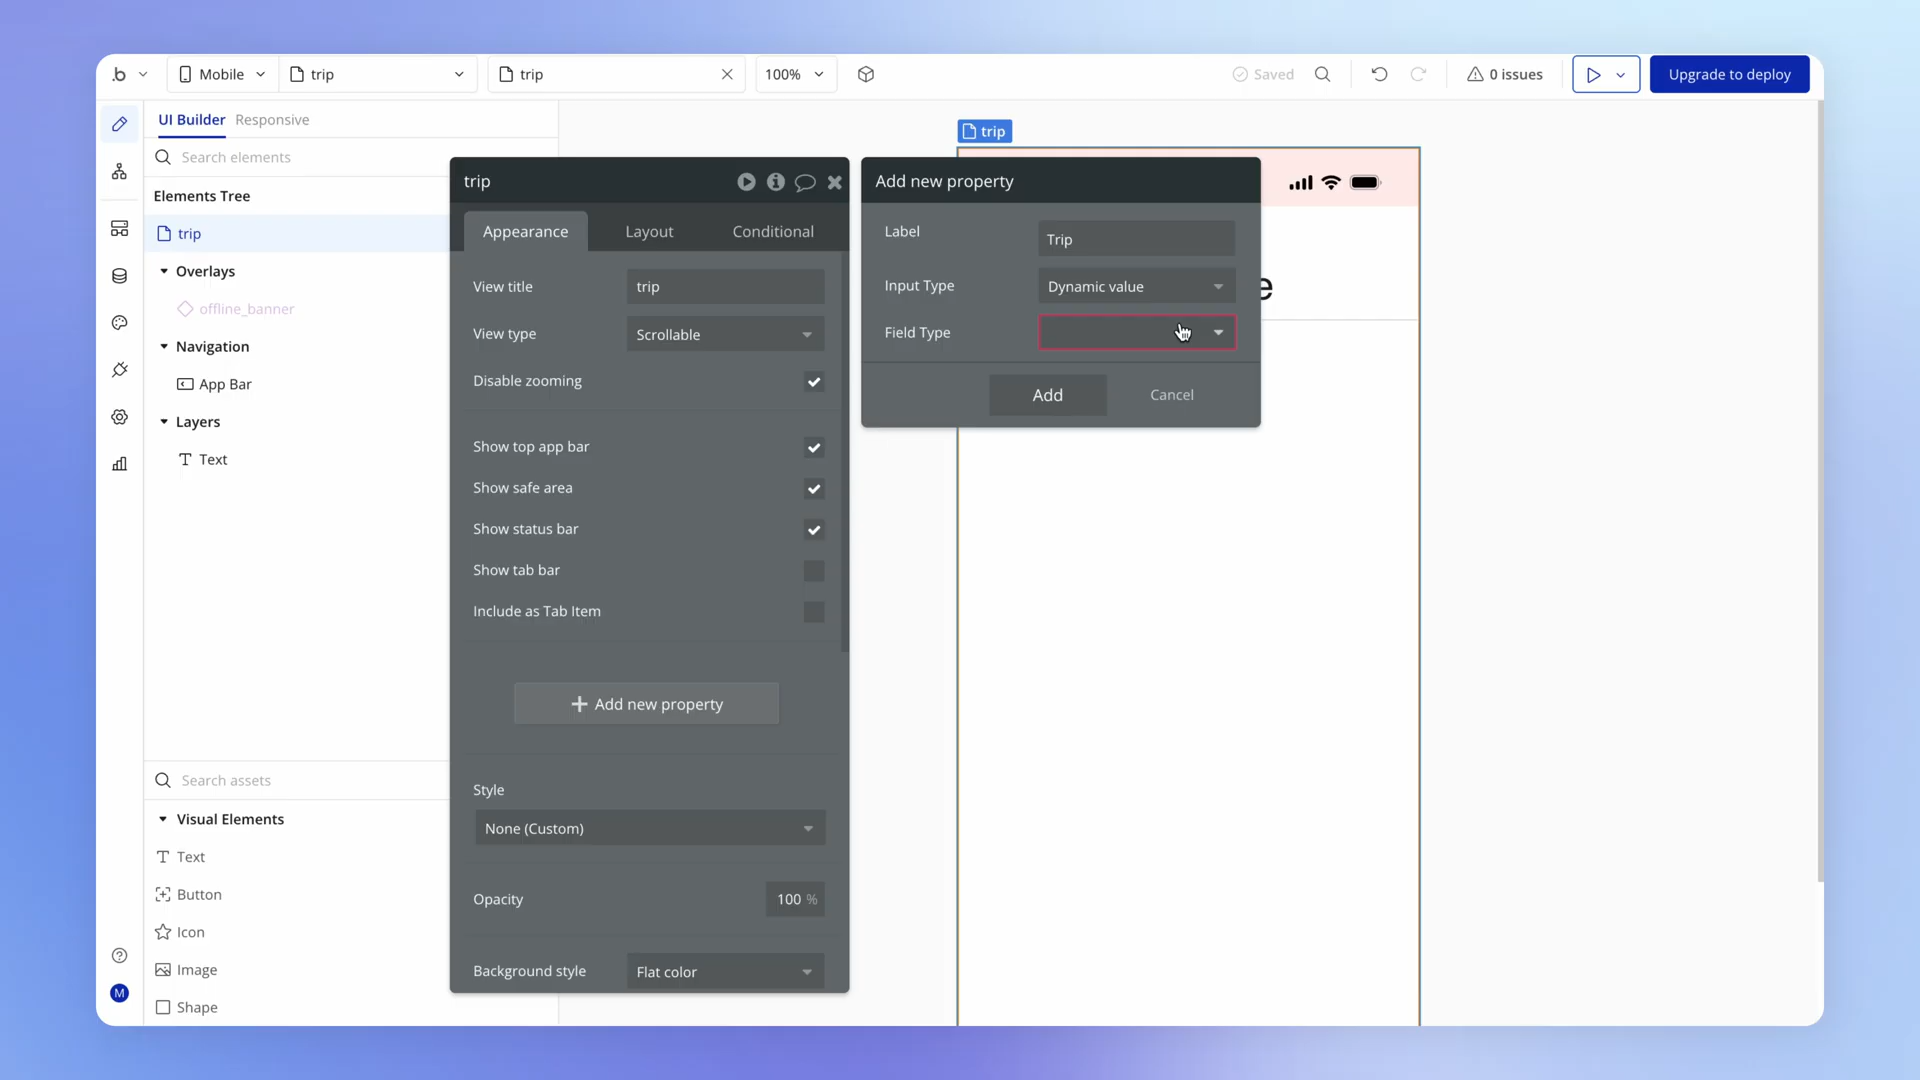 .b
Mobile
trip
trip
100%
Saved
0 issues
Upgrade to deploy
UI Builder
Responsive
Search elements
Elements Tree
trip
Overlays
offline_banner
Navigation
App Bar
Layers
Text
Search assets
Visual Elements
Text
Button
Icon
Image
Shape
M
trip
Appearance
Layout
Conditional
View title
trip
View type
Scrollable
Disable zooming
Show top app bar
Show safe area
Show status bar
Show tab bar
Include as Tab Item
Add new property
Style
None (Custom)
Opacity
100 %
Background style
Flat color
trip
Add new property
Label
Trip
Input Type
Dynamic value
Field Type
Add
Cancel
e